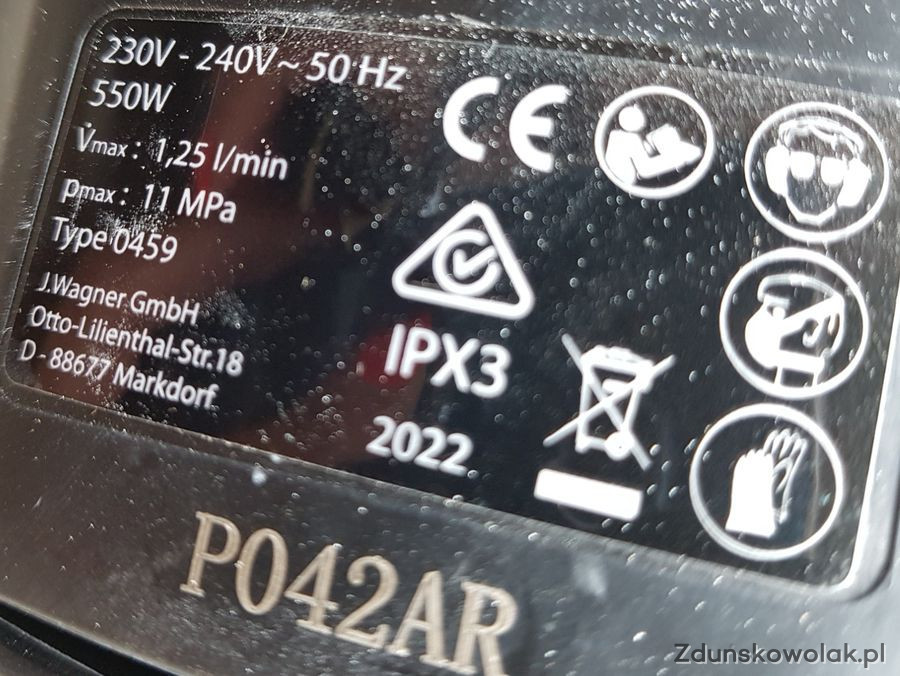 230V - 240V ~ 50 Hz
550W
V̇max : 1,25 l/min
pmax : 11 MPa
Type 0459
J.Wagner GmbH
Otto-Lilienthal-Str.18
D - 88677 Markdorf
CE
IPX3
2022
P042AR
Zdunskowolak.pl